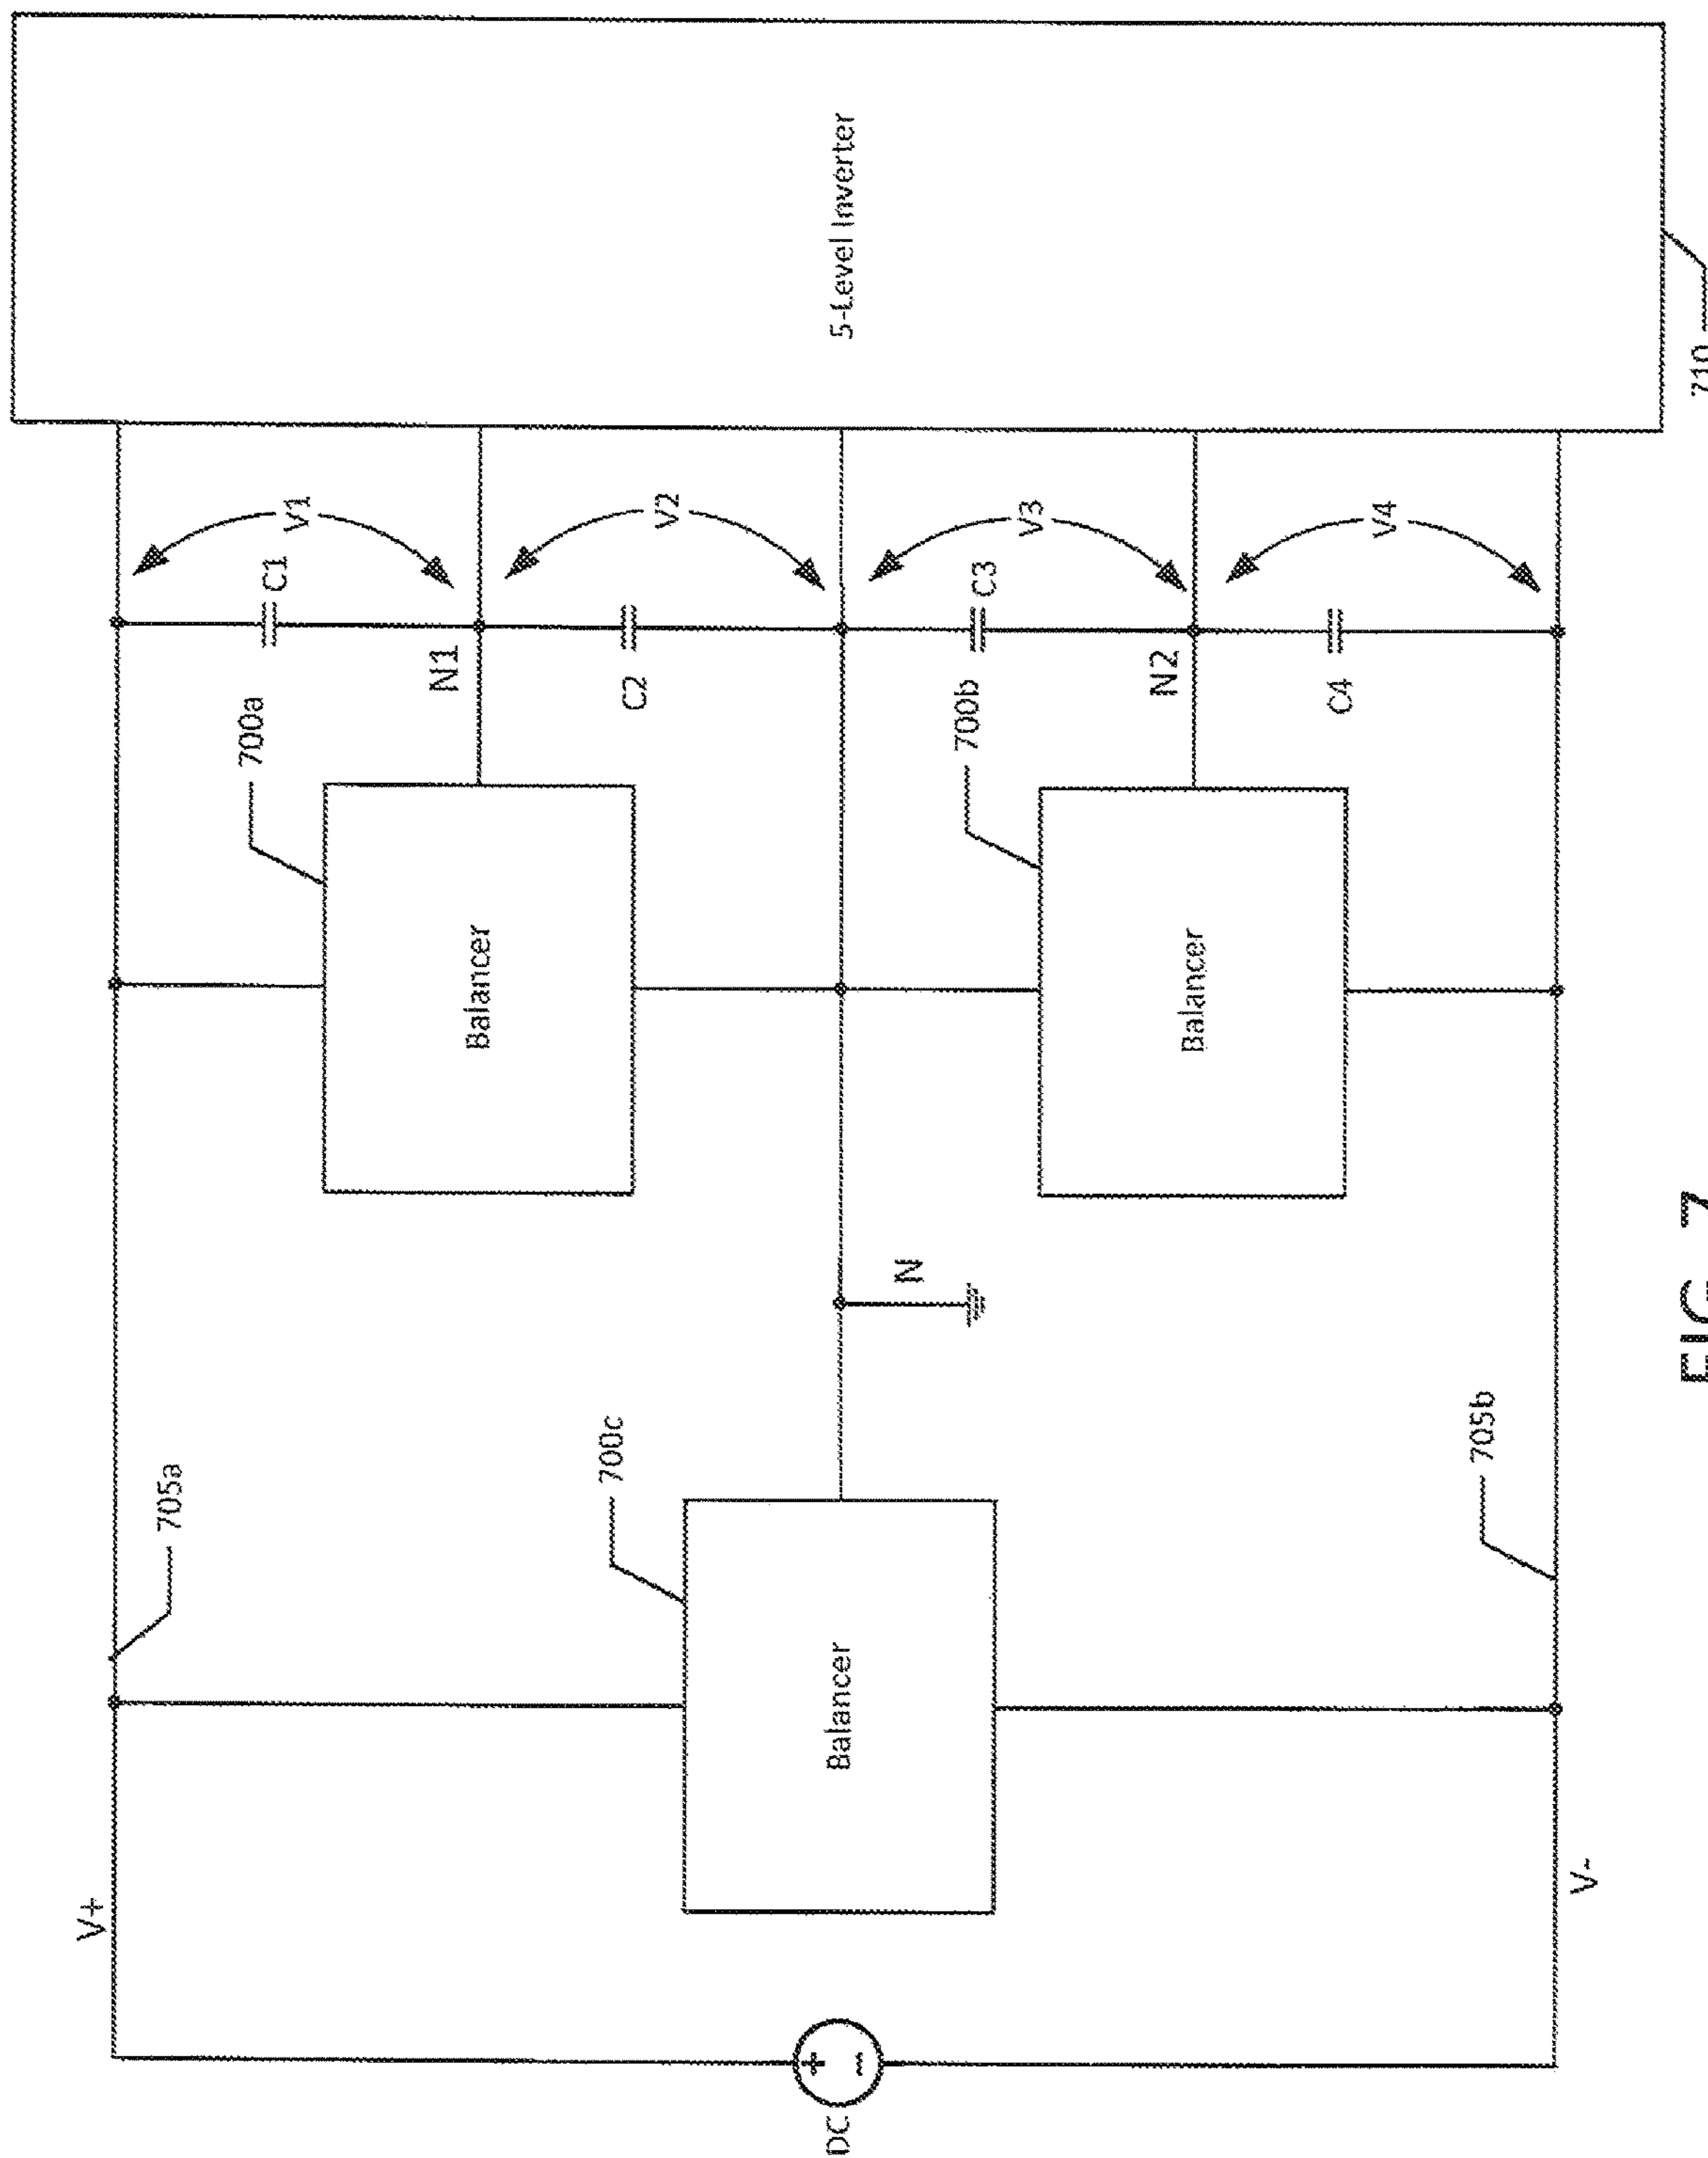 DC
V+
V-
705a
705b
Balancer
700c
N
Balancer
700a
Balancer
700b
N1
N2
C1
C2
C3
C4
V1
V2
V3
V4
5-Level Inverter
710
FIG. 7